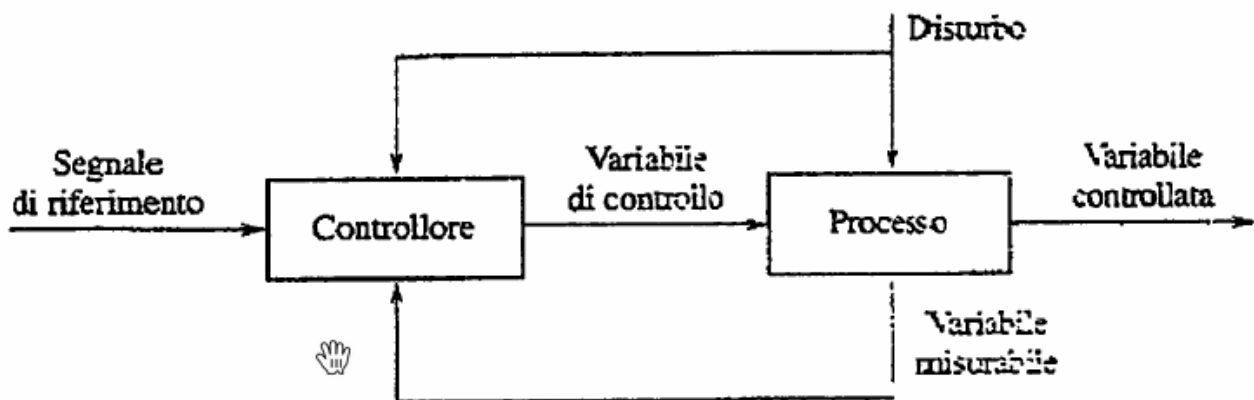 Disturbo
Segnale
di riferimento
Controllore
Variabile
di controllo
Processo
Variabile
controllata
Variabile
misurabile